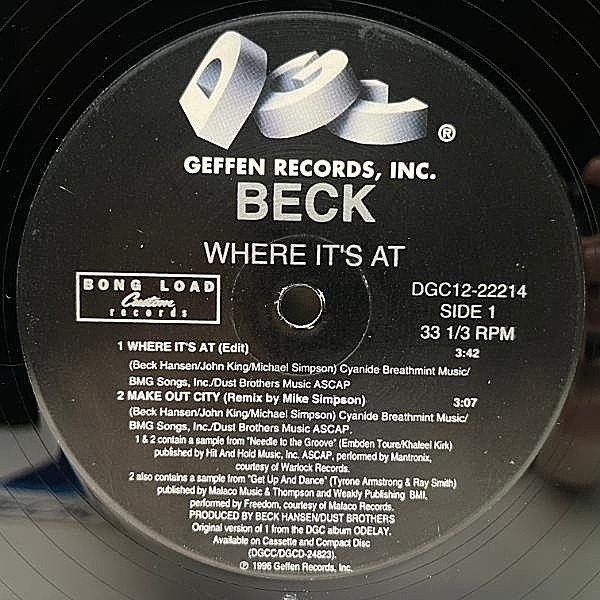 DGC®
GEFFEN RECORDS, INC.
BECK
WHERE IT'S AT
BONG LOAD
Custom
records
DGC12-22214
SIDE 1
33 1/3 RPM
1 WHERE IT'S AT (Edit) 3:42
(Beck Hansen/John King/Michael Simpson) Cyanide Breathmint Music/
BMG Songs, Inc./Dust Brothers Music ASCAP
2 MAKE OUT CITY (Remix by Mike Simpson) 3:07
(Beck Hansen/John King/Michael Simpson) Cyanide Breathmint Music/
BMG Songs, Inc./Dust Brothers Music ASCAP.
1 & 2 contain a sample from "Needle to the Groove" (Embden Toure/Khaleel Kirk)
published by Hit And Hold Music, Inc. ASCAP, performed by Mantronix,
courtesy of Warlock Records.
2 also contains a sample from "Get Up And Dance" (Tyrone Armstrong & Ray Smith)
published by Malaco Music & Thompson and Weakly Publishing BMI,
performed by Freedom, courtesy of Malaco Records.
PRODUCED BY BECK HANSEN/DUST BROTHERS
Original version of 1 from the DGC album ODELAY.
Available on Cassette and Compact Disc
(DGCC/DGCD-24823).
℗ 1996 Geffen Records, Inc.